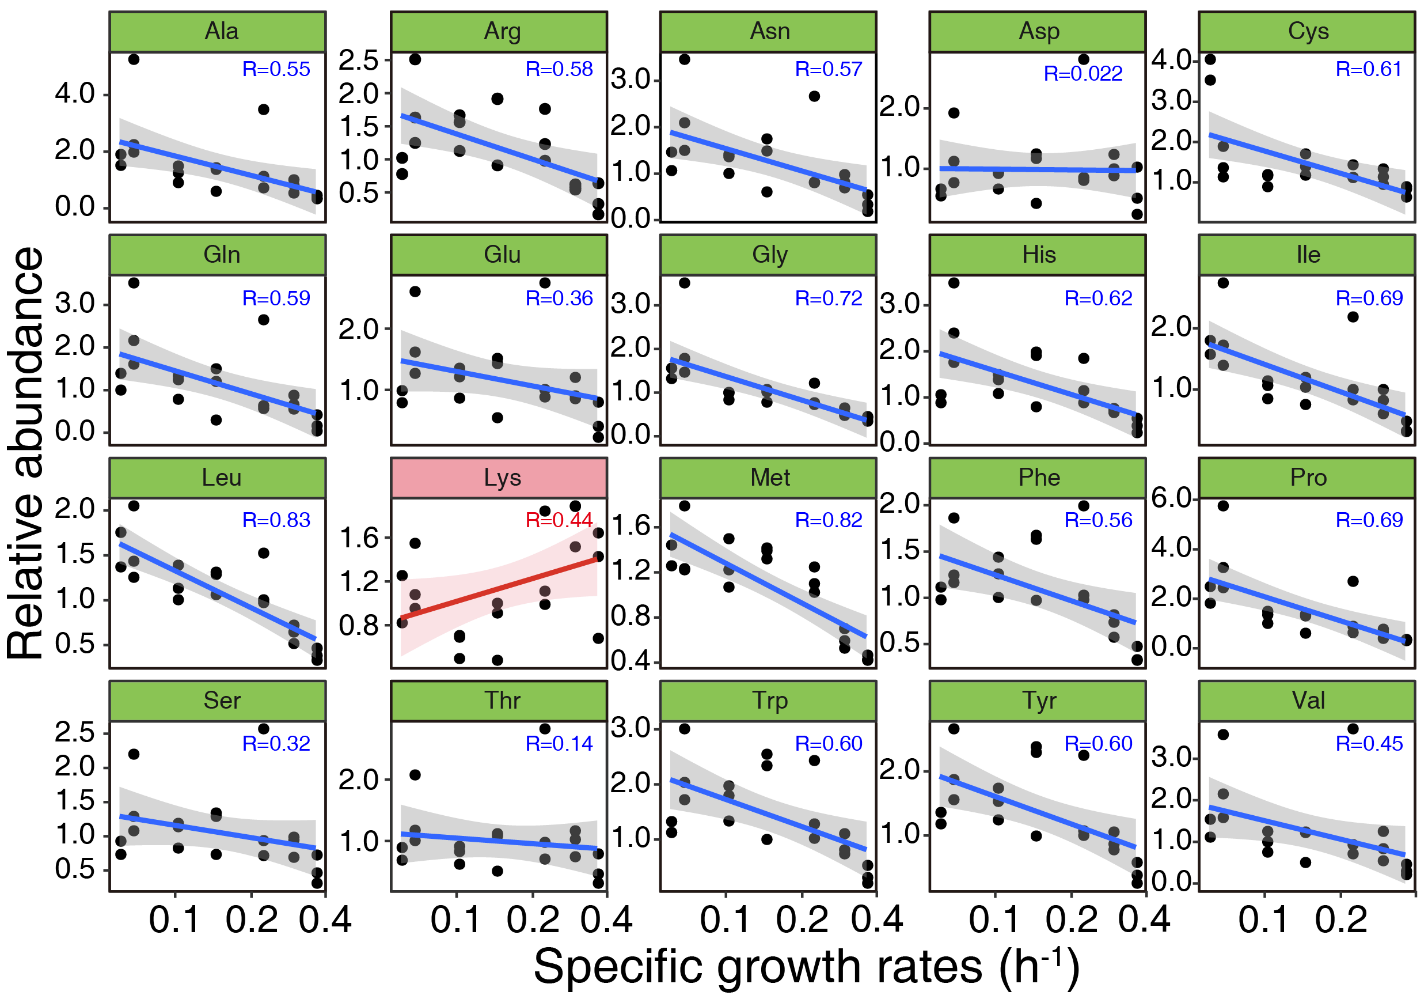 Ala Arg Asn Asp Cys
4.0 2.0 0.0 R=0.55
2.5 2.0 1.5 1.0 0.5 R=0.58
3.0 2.0 1.0 0.0 R=0.57
2.0 1.0 R=0.022
4.0 3.0 2.0 1.0 R=0.61
Gln Glu Gly His Ile
3.0 2.0 1.0 0.0 R=0.59
2.0 1.0 R=0.36
3.0 2.0 1.0 0.0 R=0.72
3.0 2.0 1.0 0.0 R=0.62
2.0 1.0 R=0.69
Relative abundance
Leu Lys Met Phe Pro
2.0 1.5 1.0 0.5 R=0.83
1.6 1.2 0.8 R=0.44
1.6 1.2 0.8 0.4 R=0.82
2.0 1.5 1.0 0.5 R=0.56
6.0 4.0 2.0 0.0 R=0.69
Ser Thr Trp Tyr Val
2.5 2.0 1.5 1.0 0.5 R=0.32
2.0 1.0 R=0.14
3.0 2.0 1.0 R=0.60
2.0 1.0 R=0.60
3.0 2.0 1.0 0.0 R=0.45
0.1 0.2 0.4 0.1 0.2 0.4 0.1 0.2 0.4 0.1 0.2 0.4 0.1 0.2
Specific growth rates (h-1)